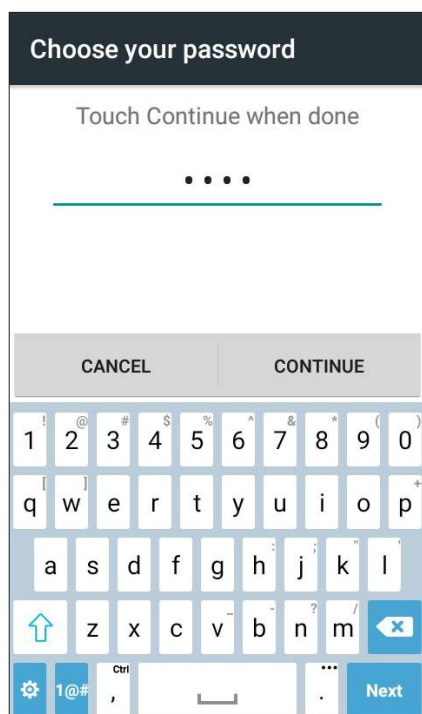 Choose your password
Touch Continue when done
••••
CANCEL CONTINUE
! @ # $ % ^ & * ( )
1 2 3 4 5 6 7 8 9 0
[ ] +
q w e r t y u i o p
: ; " '
a s d f g h j k l
_ - ? /
z x c v b n m
Ctrl •••
1@# , . Next